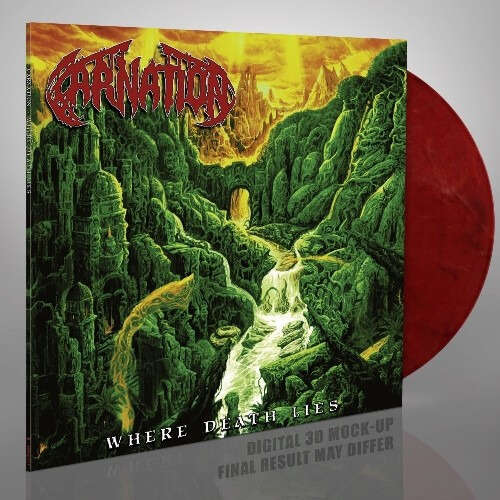 CARNATION
WHERE DEATH LIES
DIGITAL 3D MOCK-UP
FINAL RESULT MAY DIFFER